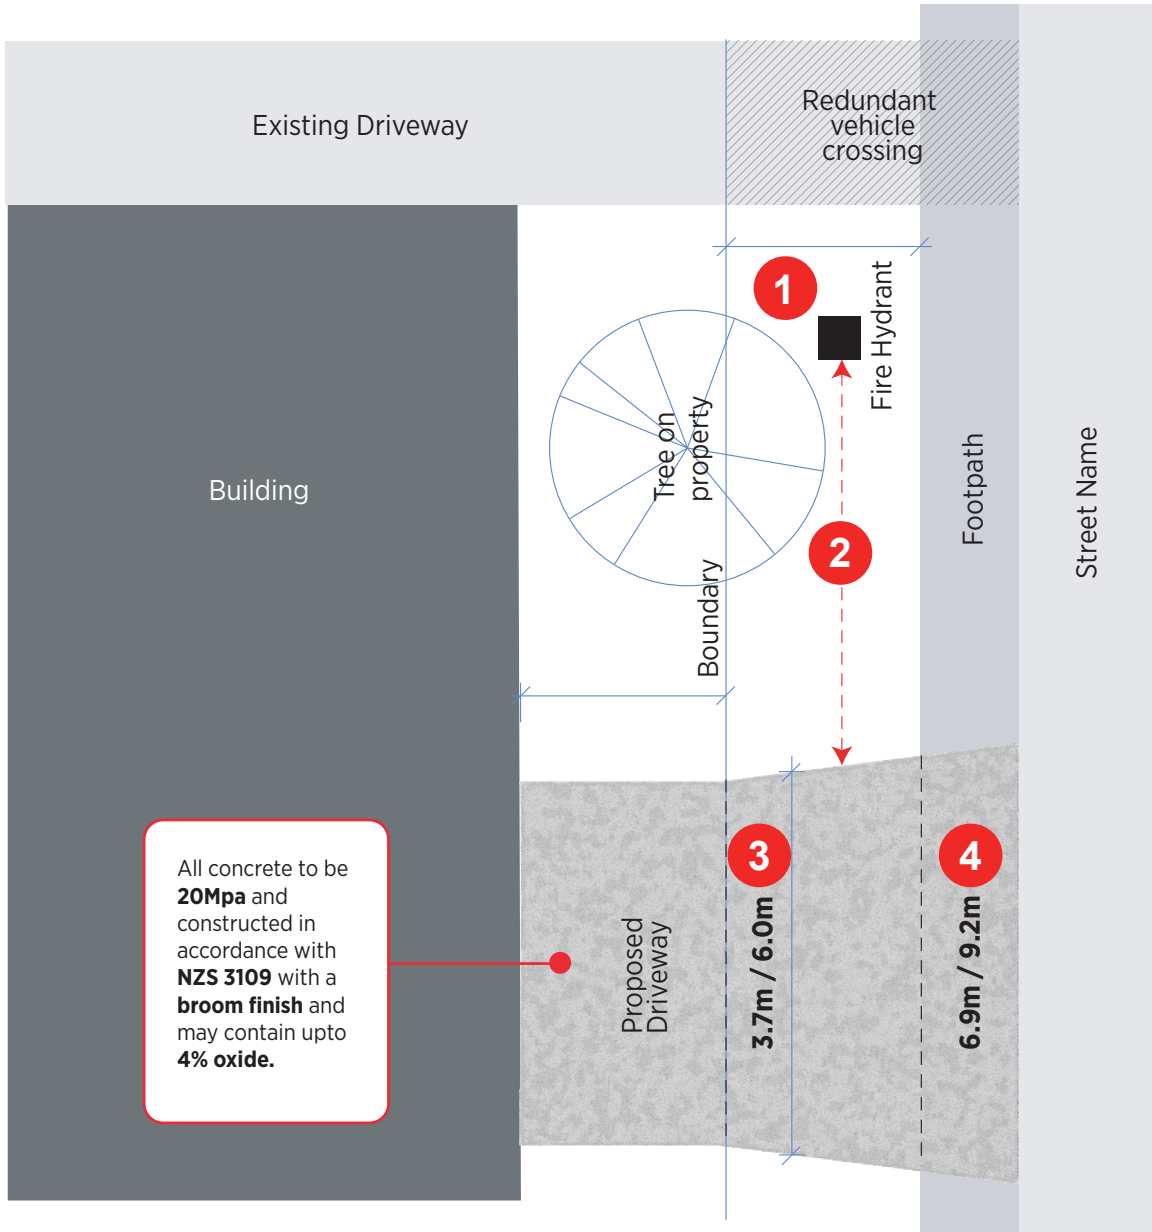 Existing Driveway
Redundant
vehicle
crossing
1
Fire Hydrant
Tree on
property
Building
2
Footpath
Street Name
Boundary
3
4
All concrete to be
20Mpa and
constructed in
accordance with
NZS 3109 with a
broom finish and
may contain upto
4% oxide.
Proposed
Driveway
3.7m / 6.0m
6.9m / 9.2m